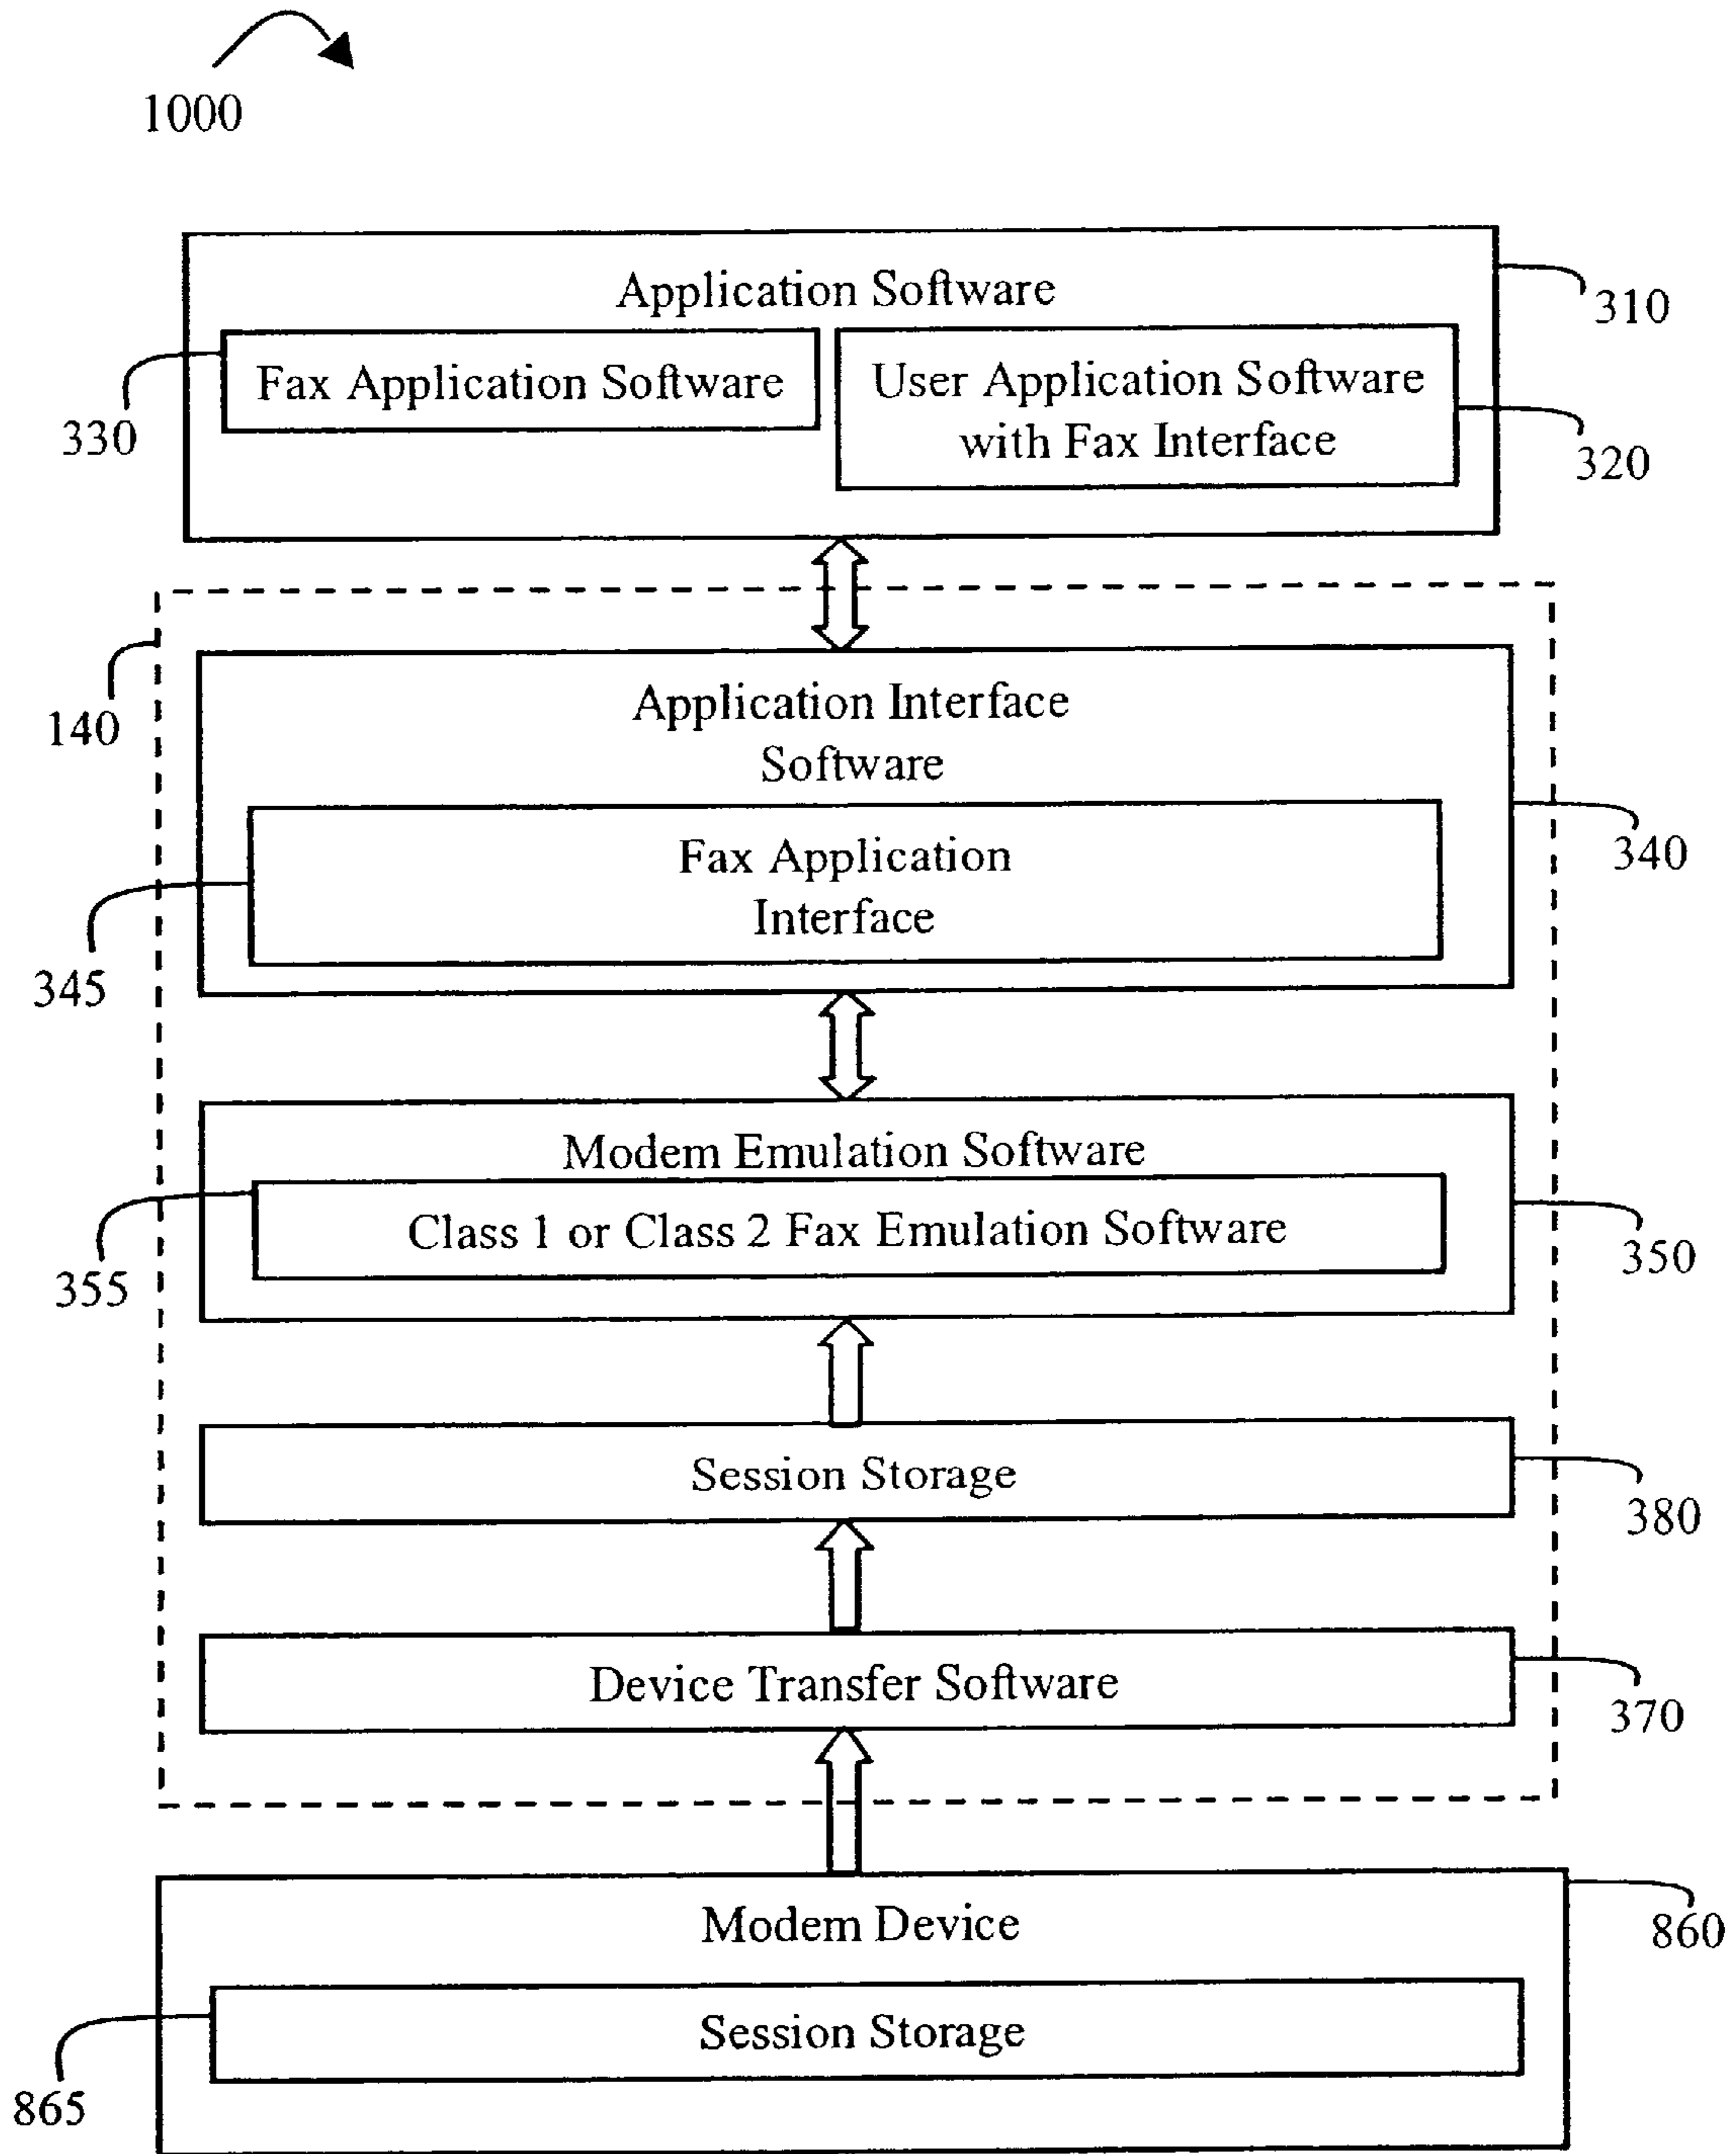 1000
Application Software
310
Fax Application Software
330
User Application Software
with Fax Interface
320
140
Application Interface
Software
340
Fax Application
Interface
345
Modem Emulation Software
350
Class 1 or Class 2 Fax Emulation Software
355
Session Storage
380
Device Transfer Software
370
Modem Device
860
Session Storage
865